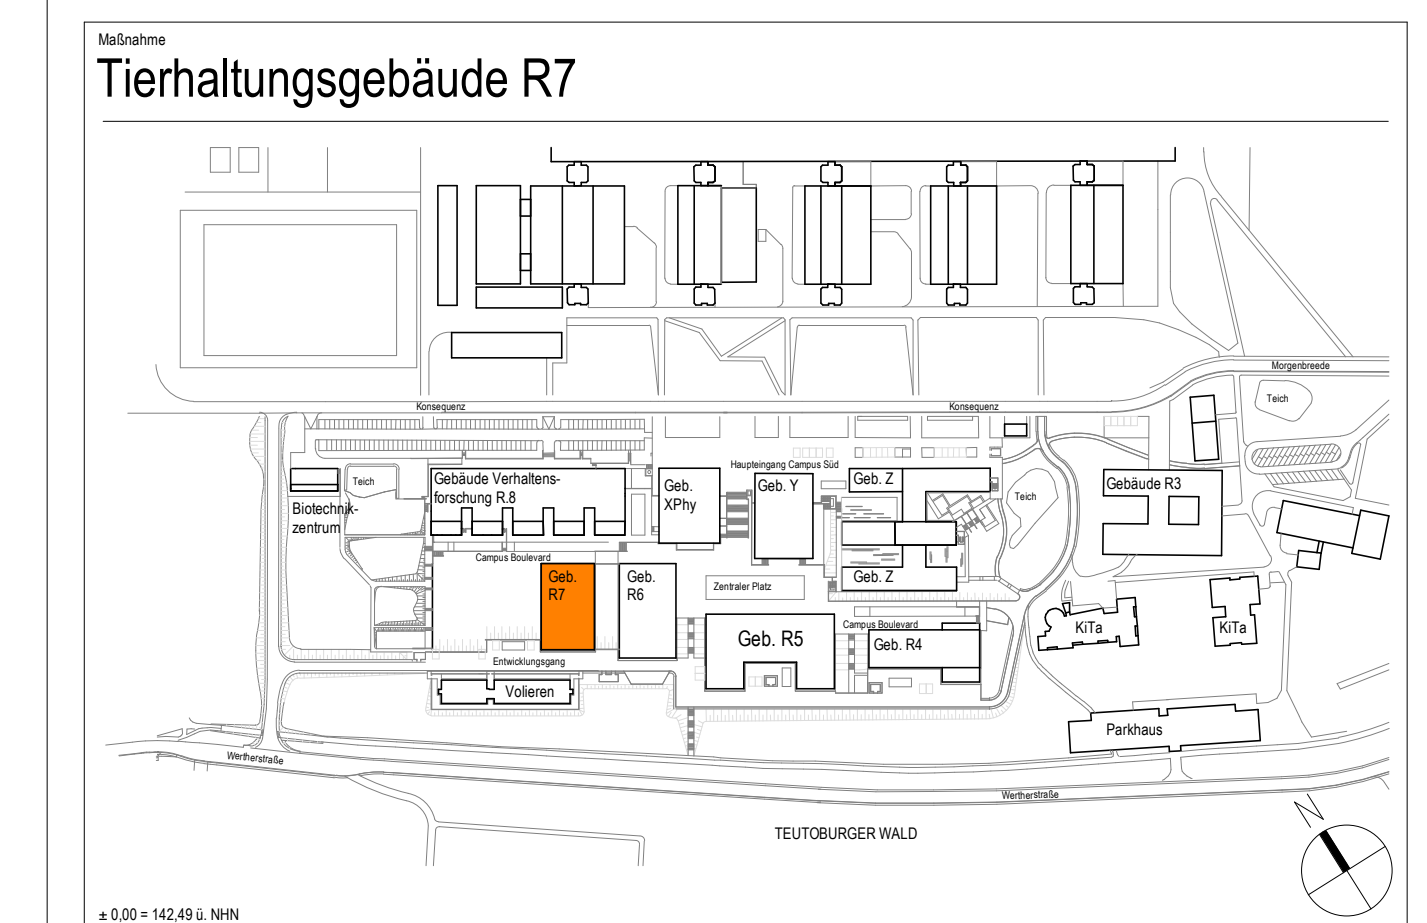 Maßnahme
Tierhaltungsgebäude R7
Morgenbreede
Konsequenz
Konsequenz
Teich
Haupteingang Campus Süd
Gebäude Verhaltens-
forschung R.8
Teich
Geb.
XPhy
Geb. Y
Geb. Z
Gebäude R3
Teich
Biotechnik-
zentrum
Campus Boulevard
Geb.
R7
Geb.
R6
Zentraler Platz
Geb. Z
Campus Boulevard
Geb. R5
Geb. R4
KiTa
KiTa
Entwicklungsgang
Volieren
Parkhaus
Wertherstraße
Wertherstraße
TEUTOBURGER WALD
N
± 0,00 = 142,49 ü. NHN